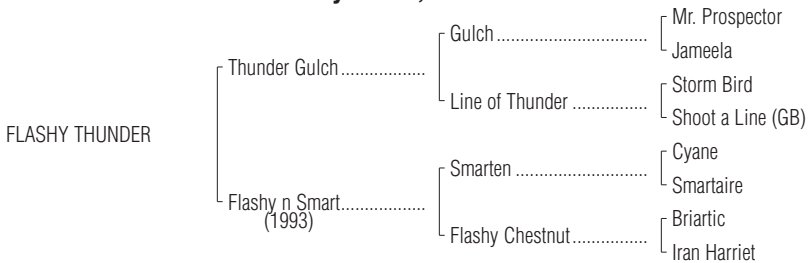 Mr. Prospector
Gulch
Jameela
Thunder Gulch
Storm Bird
Line of Thunder
Shoot a Line (GB)
FLASHY THUNDER
Cyane
Smarten
Smartaire
Flashy n Smart
(1993)
Briartic
Flashy Chestnut
Iran Harriet